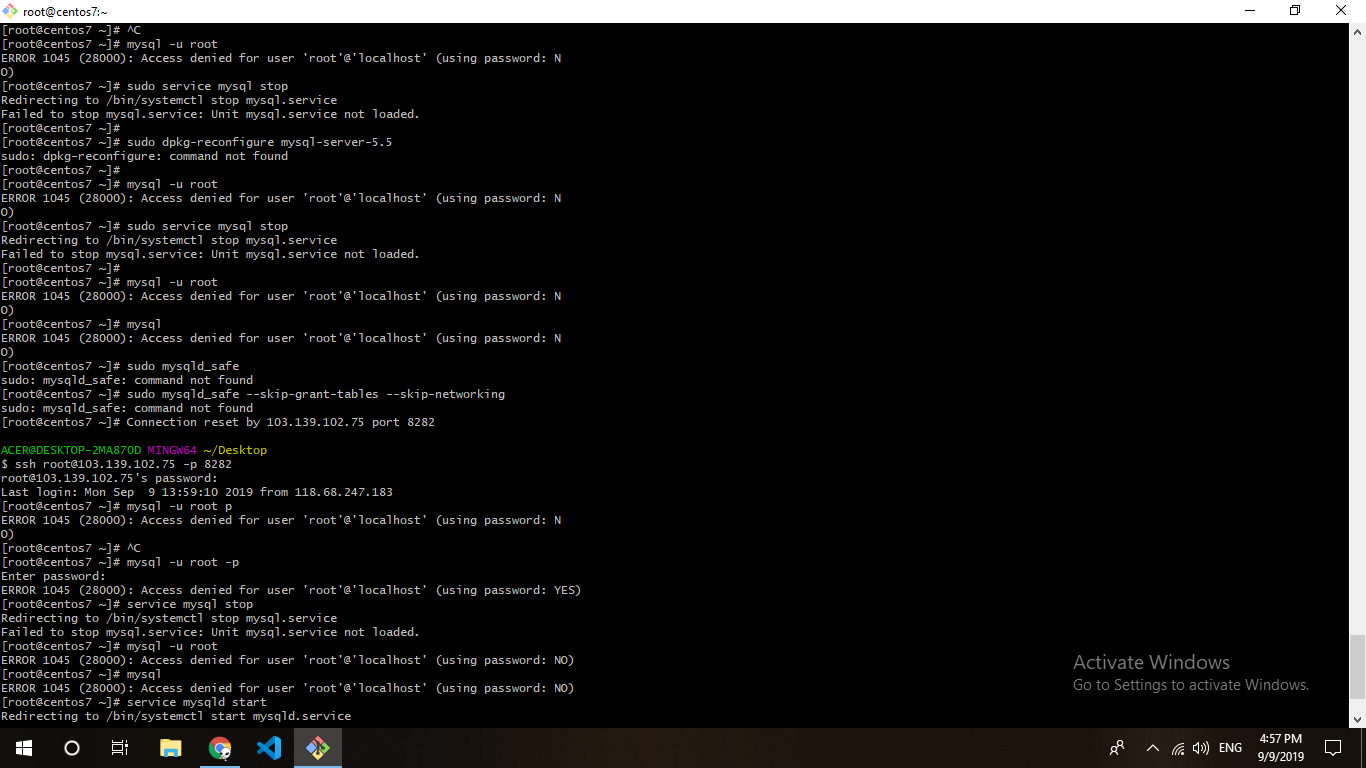 root@centos7:~
[root@centos7 ~]# ^C
[root@centos7 ~]# mysql -u root
ERROR 1045 (28000): Access denied for user 'root'@'localhost' (using password: N
O)
[root@centos7 ~]# sudo service mysql stop
Redirecting to /bin/systemctl stop mysql.service
Failed to stop mysql.service: Unit mysql.service not loaded.
[root@centos7 ~]#
[root@centos7 ~]# sudo dpkg-reconfigure mysql-server-5.5
sudo: dpkg-reconfigure: command not found
[root@centos7 ~]#
[root@centos7 ~]# mysql -u root
ERROR 1045 (28000): Access denied for user 'root'@'localhost' (using password: N
O)
[root@centos7 ~]# sudo service mysql stop
Redirecting to /bin/systemctl stop mysql.service
Failed to stop mysql.service: Unit mysql.service not loaded.
[root@centos7 ~]#
[root@centos7 ~]# mysql -u root
ERROR 1045 (28000): Access denied for user 'root'@'localhost' (using password: N
O)
[root@centos7 ~]# mysql
ERROR 1045 (28000): Access denied for user 'root'@'localhost' (using password: N
O)
[root@centos7 ~]# sudo mysqld_safe
sudo: mysqld_safe: command not found
[root@centos7 ~]# sudo mysqld_safe --skip-grant-tables --skip-networking
sudo: mysqld_safe: command not found
[root@centos7 ~]# Connection reset by 103.139.102.75 port 8282
ACER@DESKTOP-2MA870D MINGW64 ~/Desktop
$ ssh root@103.139.102.75 -p 8282
root@103.139.102.75's password:
Last login: Mon Sep  9 13:59:10 2019 from 118.68.247.183
[root@centos7 ~]# mysql -u root p
ERROR 1045 (28000): Access denied for user 'root'@'localhost' (using password: N
O)
[root@centos7 ~]# ^C
[root@centos7 ~]# mysql -u root -p
Enter password:
ERROR 1045 (28000): Access denied for user 'root'@'localhost' (using password: YES)
[root@centos7 ~]# service mysql stop
Redirecting to /bin/systemctl stop mysql.service
Failed to stop mysql.service: Unit mysql.service not loaded.
[root@centos7 ~]# mysql -u root
ERROR 1045 (28000): Access denied for user 'root'@'localhost' (using password: NO)
[root@centos7 ~]# mysql
ERROR 1045 (28000): Access denied for user 'root'@'localhost' (using password: NO)
[root@centos7 ~]# service mysqld start
Redirecting to /bin/systemctl start mysqld.service
Activate Windows
Go to Settings to activate Windows.
ENG
4:57 PM
9/9/2019